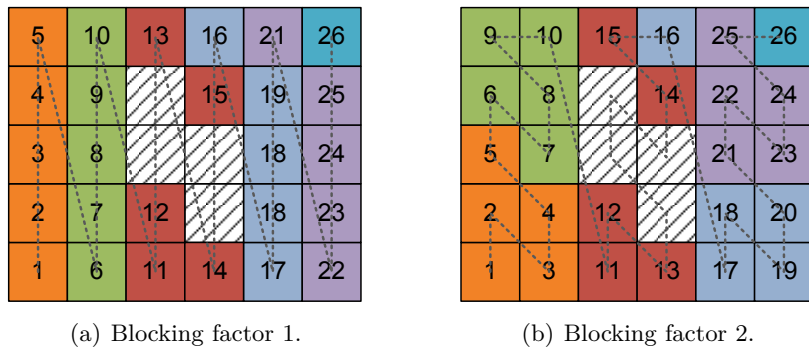 5 10 13 16 21 26
4 9 15 19 25
3 8 18 24
2 7 12 18 23
1 6 11 14 17 22
(a) Blocking factor 1.
9 10 15 16 25 26
6 8 14 22 24
5 7 21 23
2 4 12 18 20
1 3 11 13 17 19
(b) Blocking factor 2.